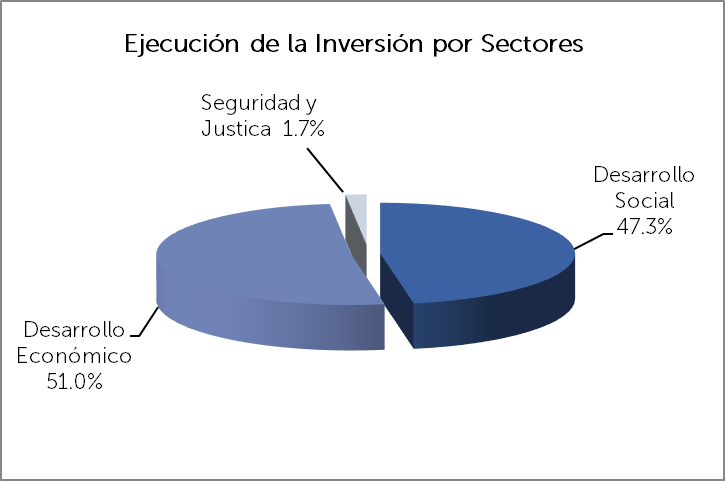 Ejecución de la Inversión por Sectores
Seguridad y
Justica 1.7%
Desarrollo
Social
47.3%
Desarrollo
Económico
51.0%